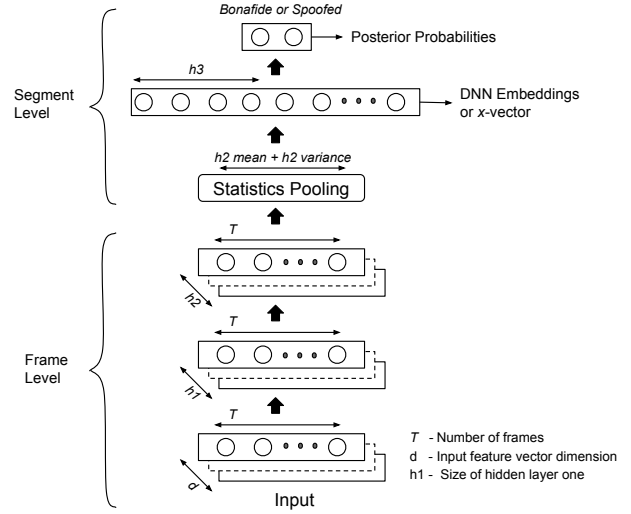 Bonafide or Spoofed
Posterior Probabilities
h3
Segment
Level
DNN Embeddings
or x-vector
h2 mean + h2 variance
Statistics Pooling
T
h2
T
Frame
Level
h1
T
T - Number of frames
d - Input feature vector dimension
h1 - Size of hidden layer one
d
Input